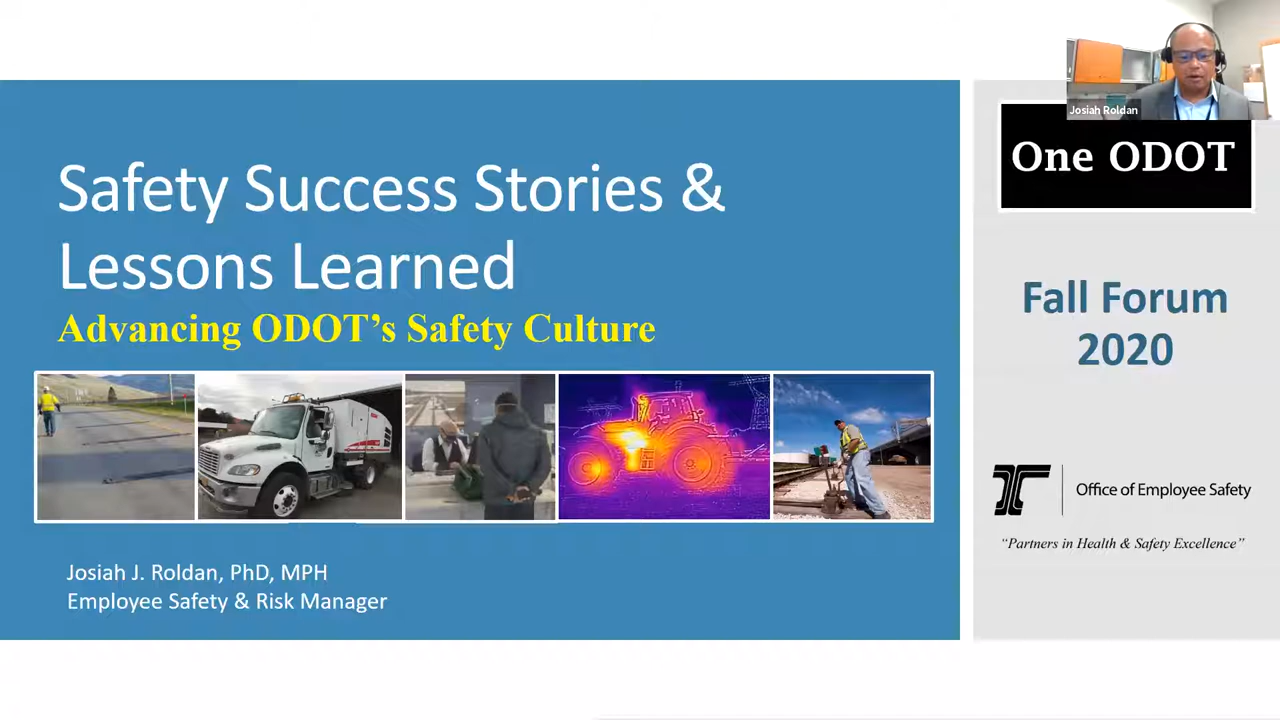 Safety Success Stories &
Lessons Learned
Advancing ODOT’s Safety Culture
Josiah J. Roldan, PhD, MPH
Employee Safety & Risk Manager
Josiah Roldan
One ODOT
Fall Forum
2020
Office of Employee Safety
“Partners in Health & Safety Excellence”